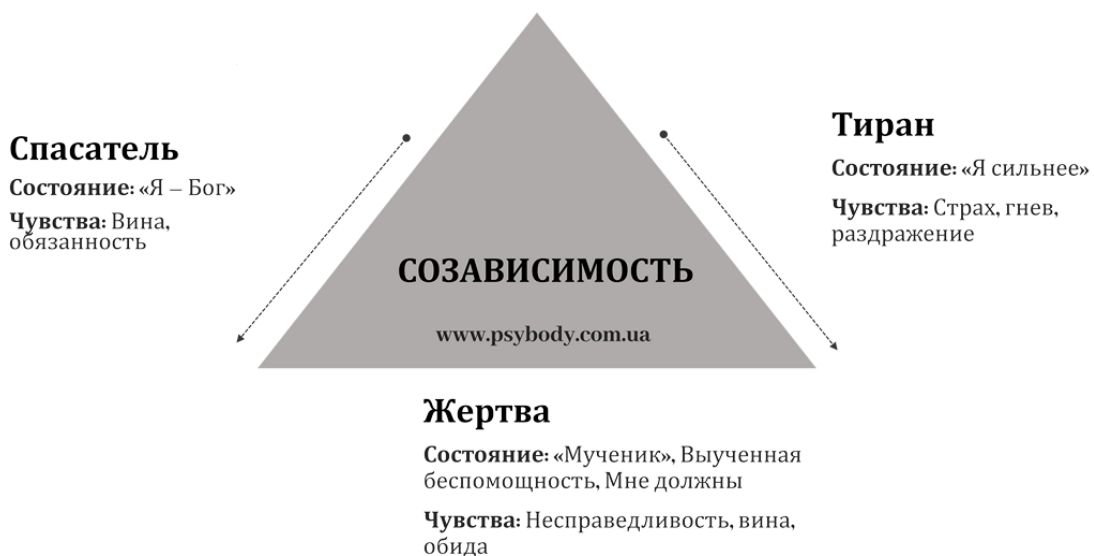 Спасатель
Состояние: «Я – Бог»
Чувства: Вина,
обязанность
Тиран
Состояние: «Я сильнее»
Чувства: Страх, гнев,
раздражение
СОЗАВИСИМОСТЬ
www.psybody.com.ua
Жертва
Состояние: «Мученик», Выученная
беспомощность, Мне должны
Чувства: Несправедливость, вина,
обида